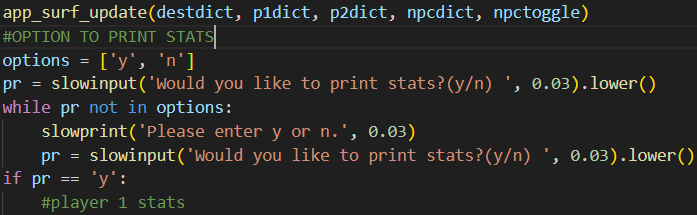 app_surf_update(destdict, p1dict, p2dict, npcdict, npctoggle)
#OPTION TO PRINT STATS
options = ['y', 'n']
pr = slowinput('Would you like to print stats?(y/n) ', 0.03).lower()
while pr not in options:
    slowprint('Please enter y or n.', 0.03)
    pr = slowinput('Would you like to print stats?(y/n) ', 0.03).lower()
if pr == 'y':
    #player 1 stats